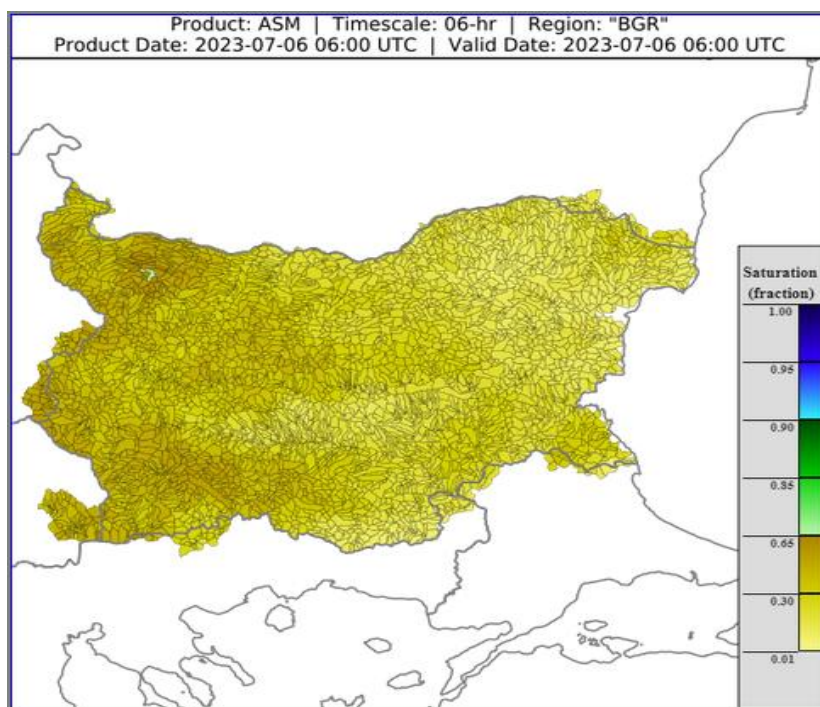 Product: ASM | Timescale: 06-hr | Region: "BGR"
Product Date: 2023-07-06 06:00 UTC | Valid Date: 2023-07-06 06:00 UTC
Saturation
(fraction)
1.00
0.95
0.90
0.85
0.65
0.30
0.01